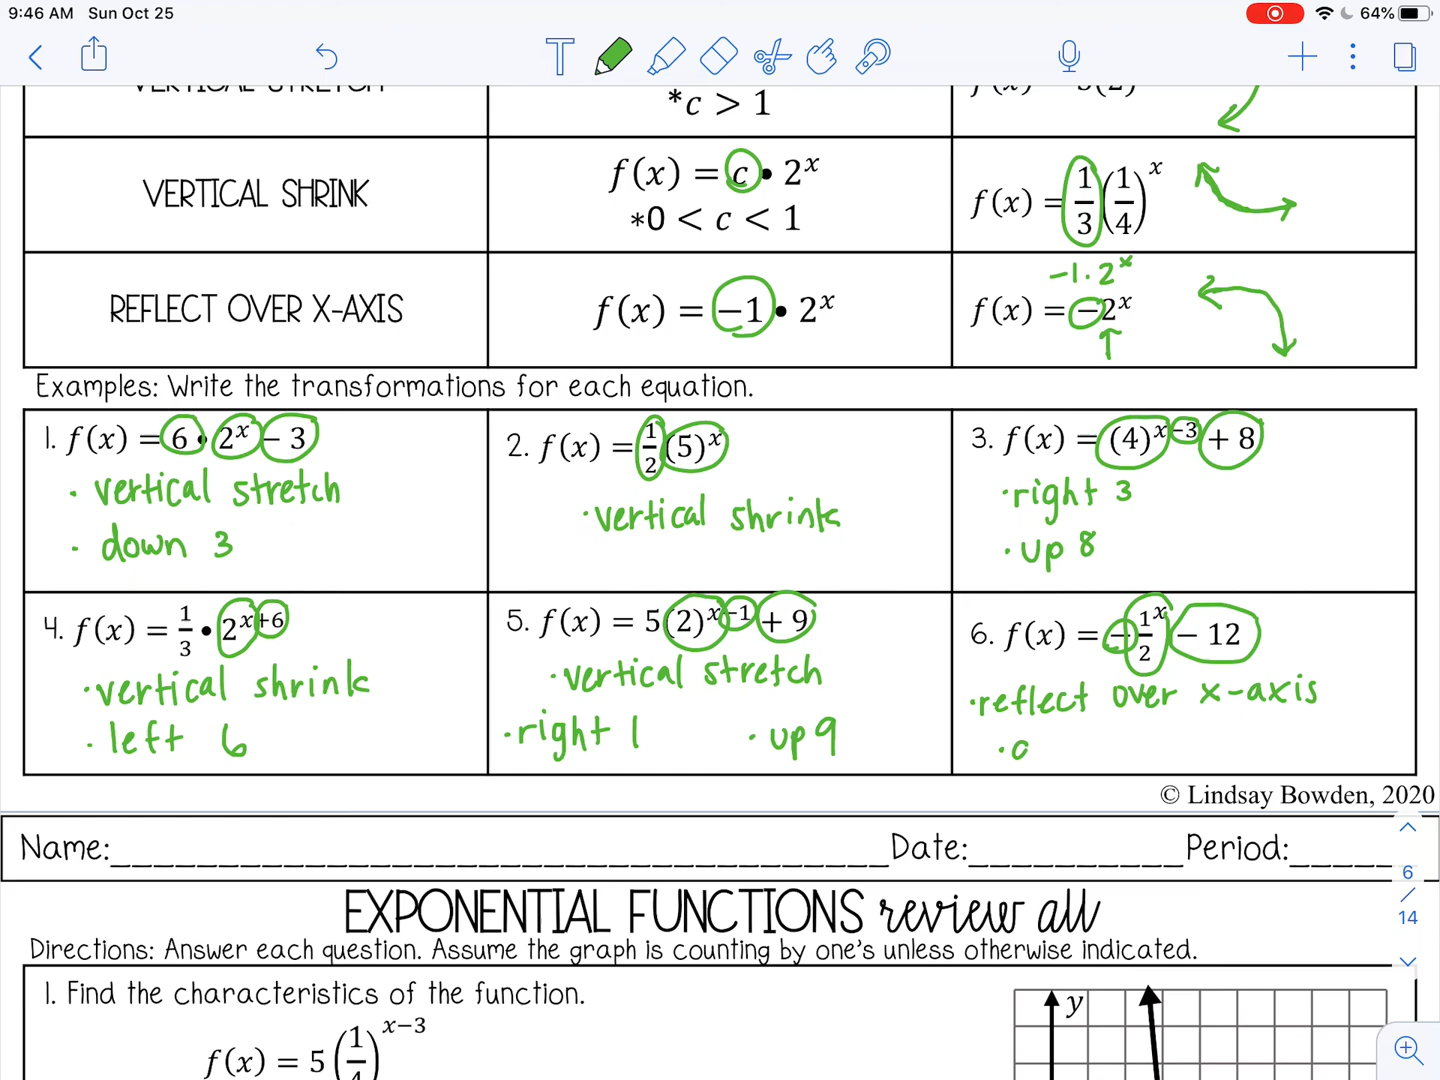 9:46 AM Sun Oct 25
64%
VERTICAL STRETCH
*c > 1
VERTICAL SHRINK
f(x) = c • 2^x
*0 < c < 1
f(x) = 1/3 (1/4)^x
REFLECT OVER X-AXIS
f(x) = −1 • 2^x
−1 · 2^x
f(x) = −2^x
Examples: Write the transformations for each equation.
1. f(x) = 6 • 2^x − 3
· vertical stretch
· down 3
2. f(x) = 1/2 (5)^x
· vertical shrink
3. f(x) = (4)^x−3 + 8
· right 3
· up 8
4. f(x) = 1/3 • 2^x+6
· vertical shrink
· left 6
5. f(x) = 5(2)^x−1 + 9
· vertical stretch
· right 1 · up 9
6. f(x) = −1/2^x − 12
· reflect over x-axis
© Lindsay Bowden, 2020
Name:____________________ Date:__________ Period:_____
6
/
14
EXPONENTIAL FUNCTIONS review all
Directions: Answer each question. Assume the graph is counting by one's unless otherwise indicated.
1. Find the characteristics of the function.
y
f(x) = 5 (1/4)^x−3